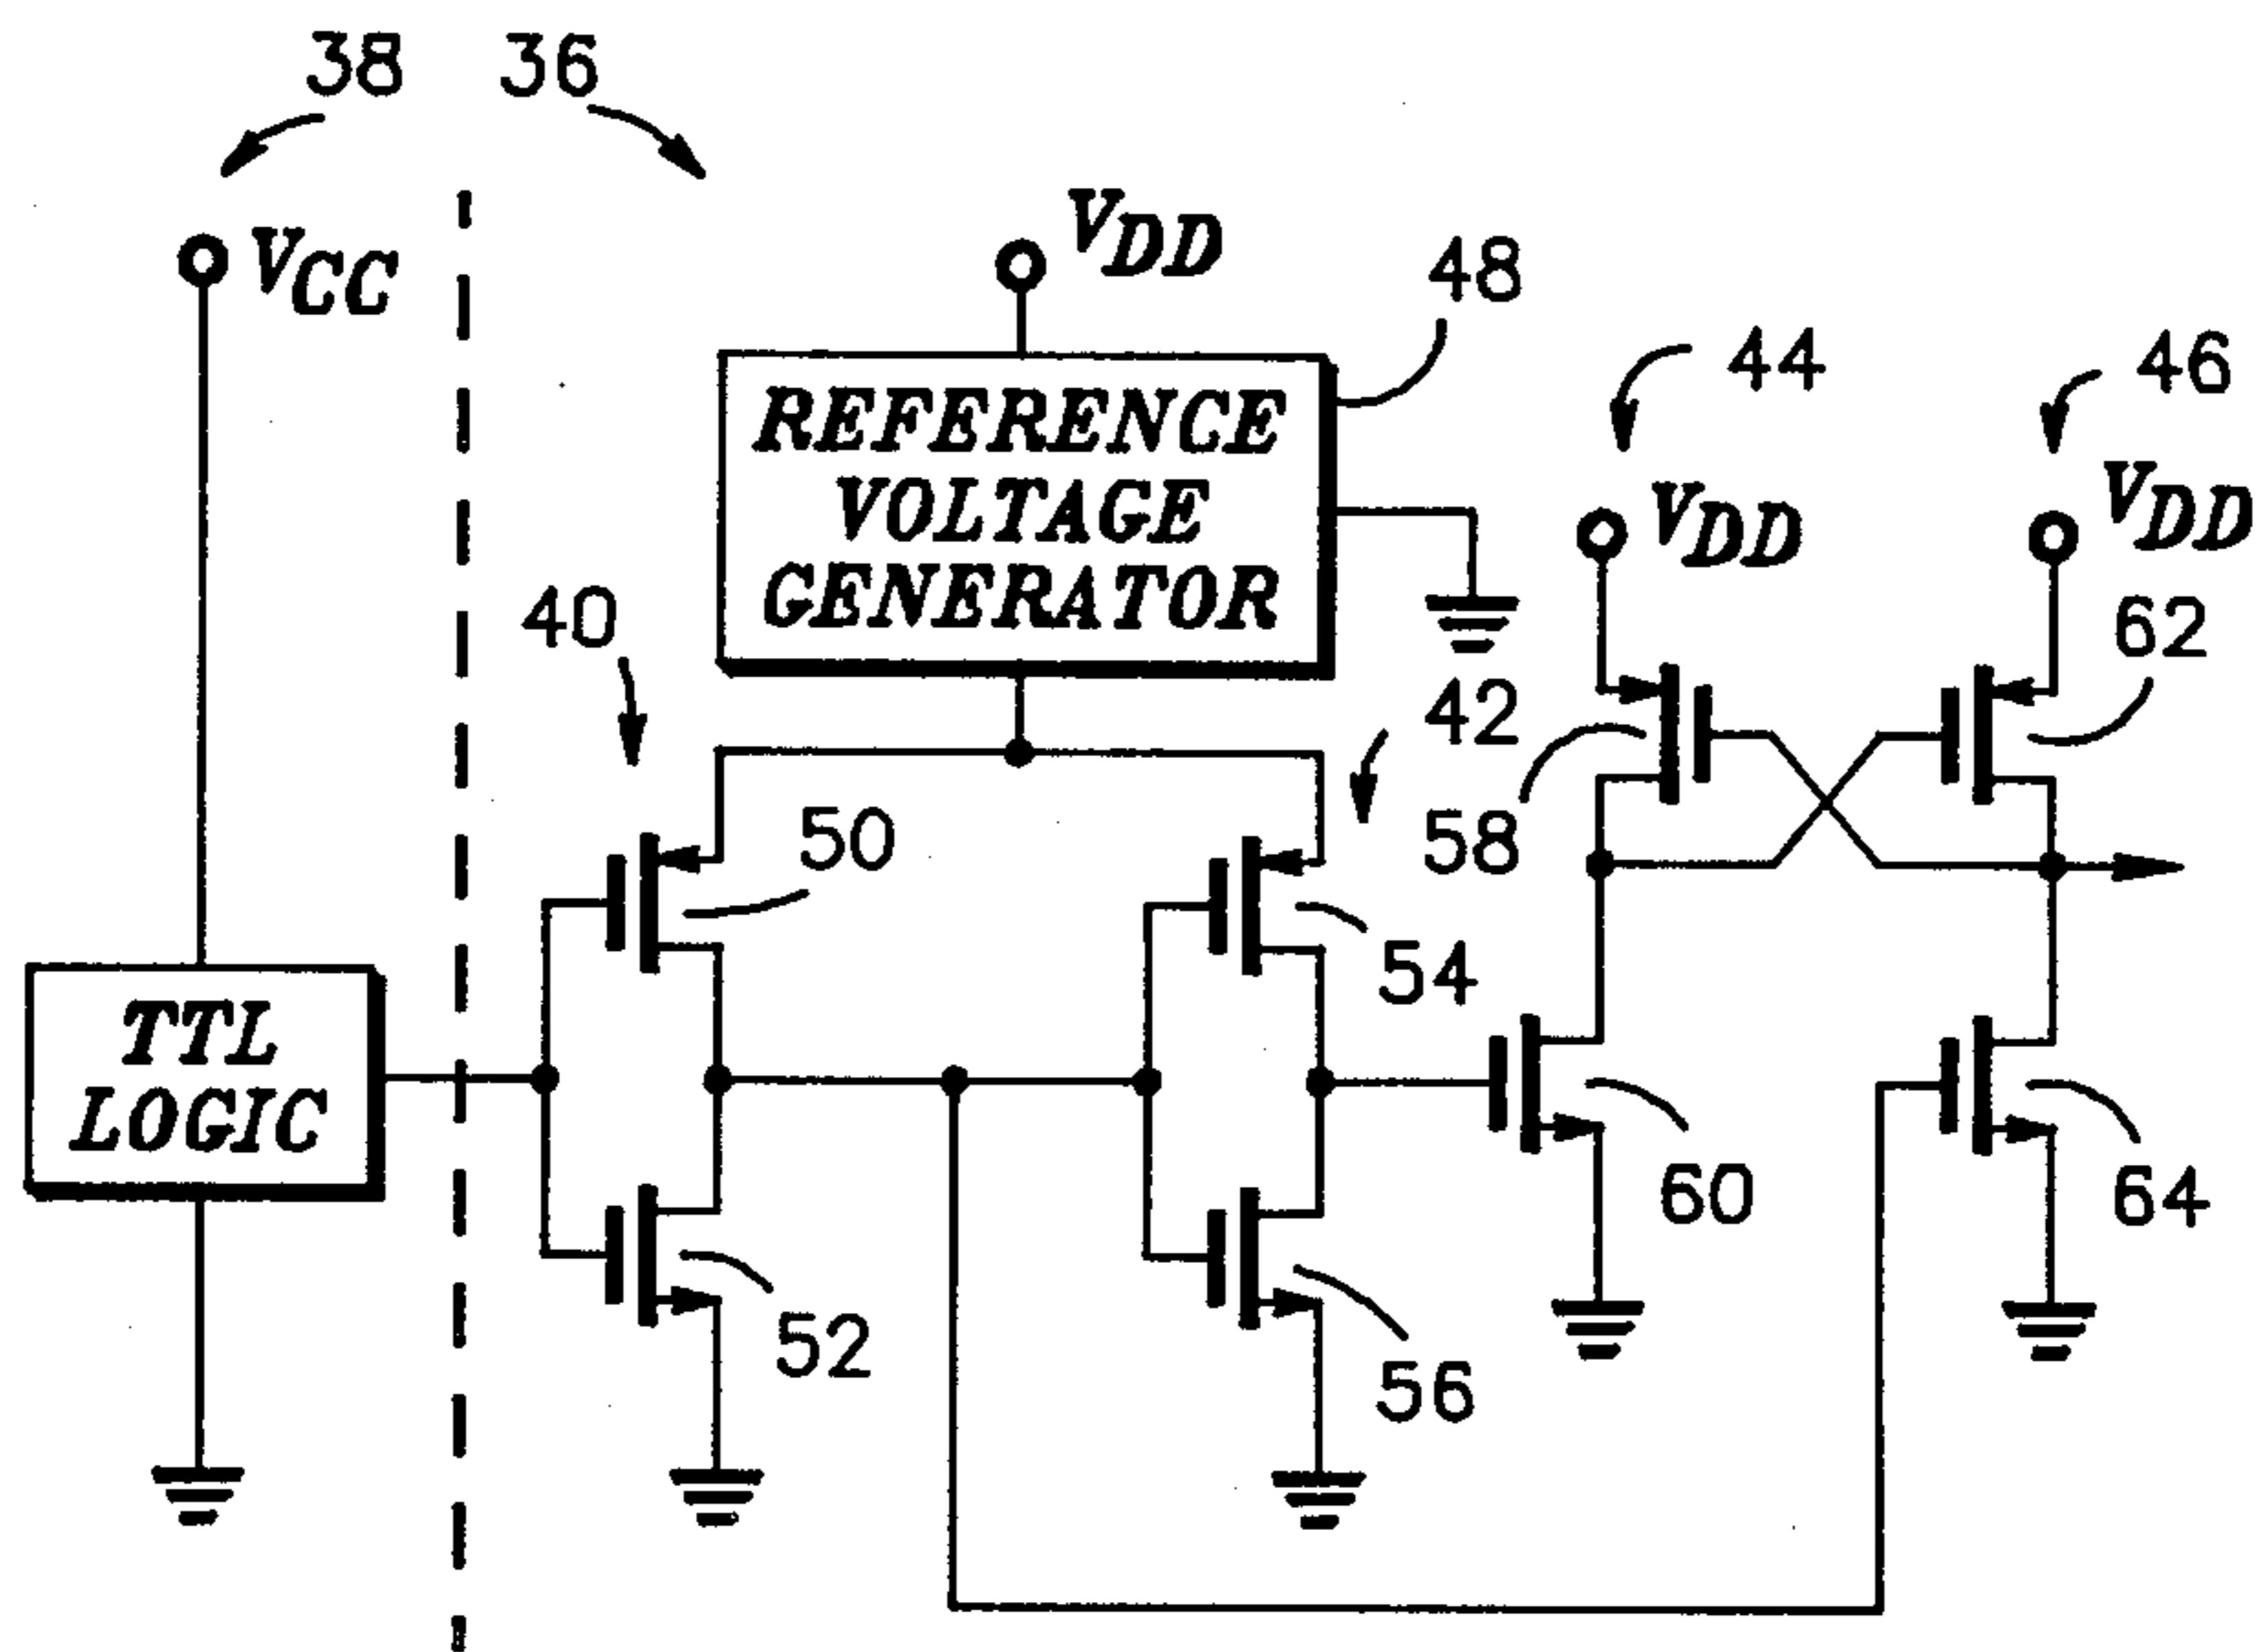 38
36
VCC
VDD
48
44
46
REFERENCE
VOLTAGE
GENERATOR
VDD
VDD
40
62
42
50
58
54
TTL
LOGIC
52
60
64
56